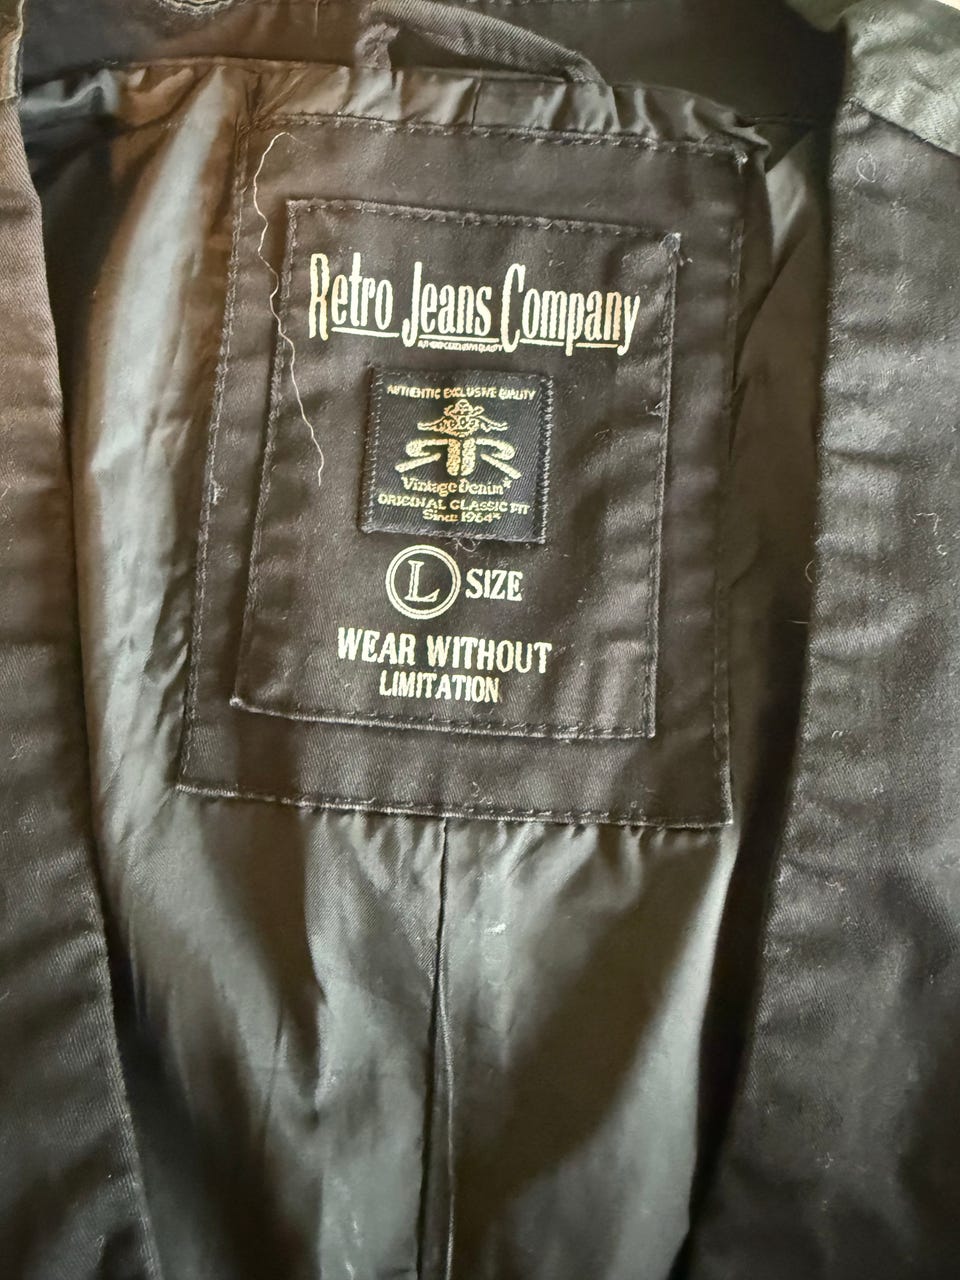 Retro Jeans Company
AUTHENTIC EXCLUSIVE QUALITY
Vintage Denim*
ORIGINAL CLASSIC FIT
Since 1964*
L SIZE
WEAR WITHOUT
LIMITATION